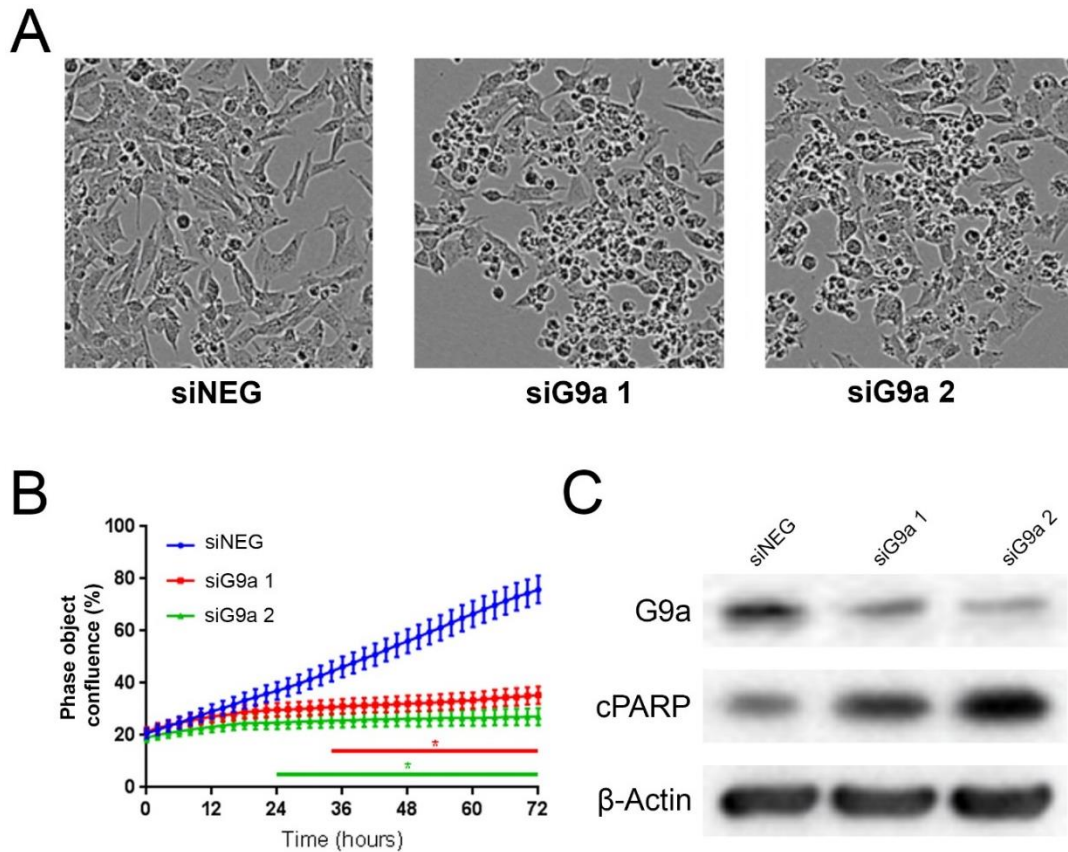 A
siNEG
siG9a 1
siG9a 2
B
Phase object
confluence (%)
100
80
60
40
20
0
siNEG
siG9a 1
siG9a 2
*
*
0
12
24
36
48
60
72
Time (hours)
C
siNEG
siG9a 1
siG9a 2
G9a
cPARP
β-Actin